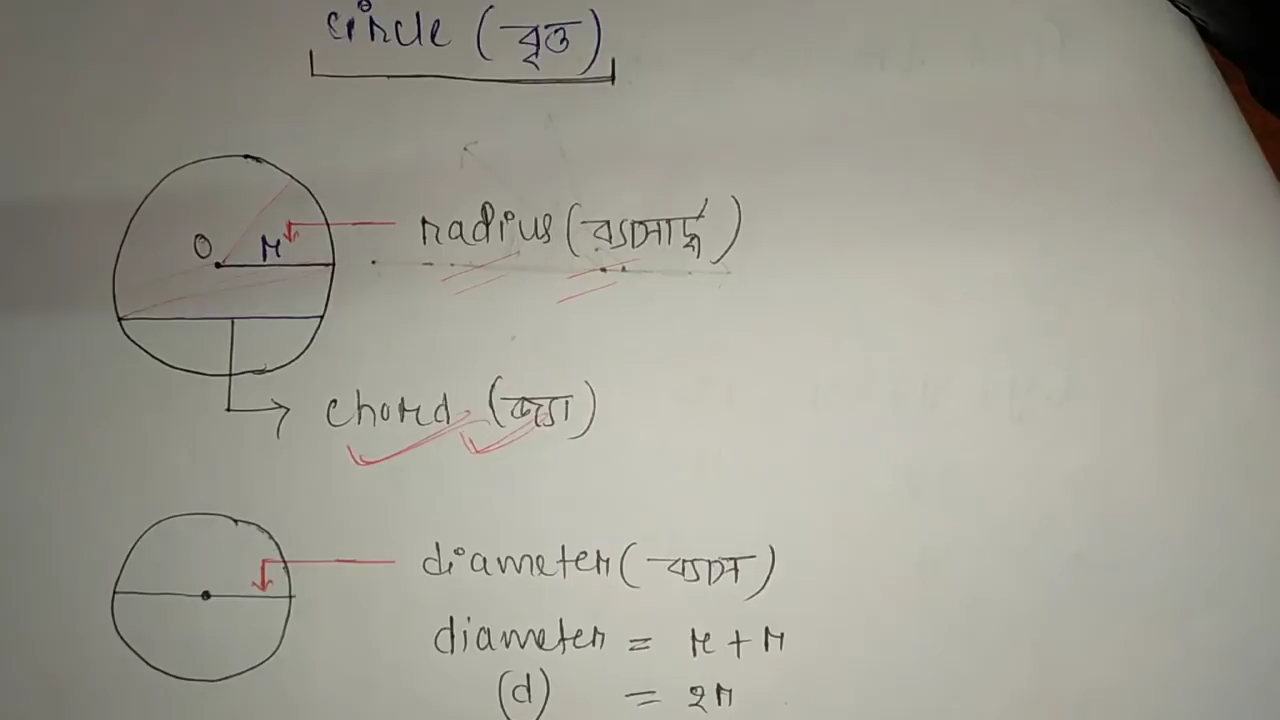 circle (বৃত্ত)
O r radius (ব্যাসার্দ্ধ)
chord (জ্যা)
diameter (ব্যাস)
diameter = r + r
(d) = 2r